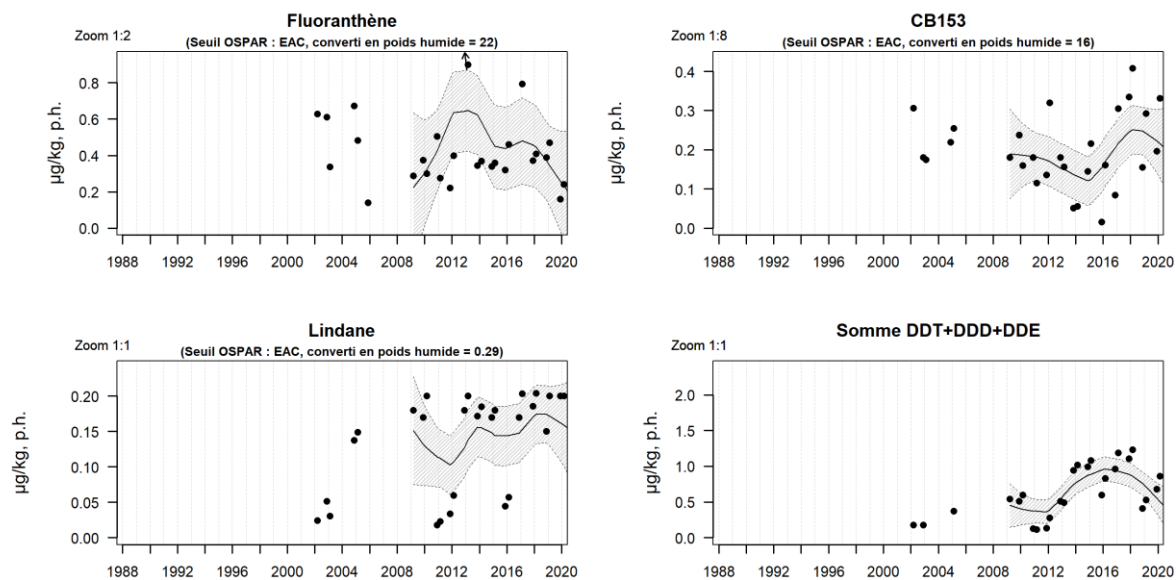 Fluoranthène
Zoom 1:2
(Seuil OSPAR : EAC, converti en poids humide = 22)
µg/kg, p.h.
0.8
0.6
0.4
0.2
0.0
1988 1992 1996 2000 2004 2008 2012 2016 2020
CB153
Zoom 1:8
(Seuil OSPAR : EAC, converti en poids humide = 16)
µg/kg, p.h.
0.4
0.3
0.2
0.1
0.0
1988 1992 1996 2000 2004 2008 2012 2016 2020
Lindane
Zoom 1:1
(Seuil OSPAR : EAC, converti en poids humide = 0.29)
µg/kg, p.h.
0.20
0.15
0.10
0.05
0.00
1988 1992 1996 2000 2004 2008 2012 2016 2020
Somme DDT+DDD+DDE
Zoom 1:1
µg/kg, p.h.
2.0
1.5
1.0
0.5
0.0
1988 1992 1996 2000 2004 2008 2012 2016 2020